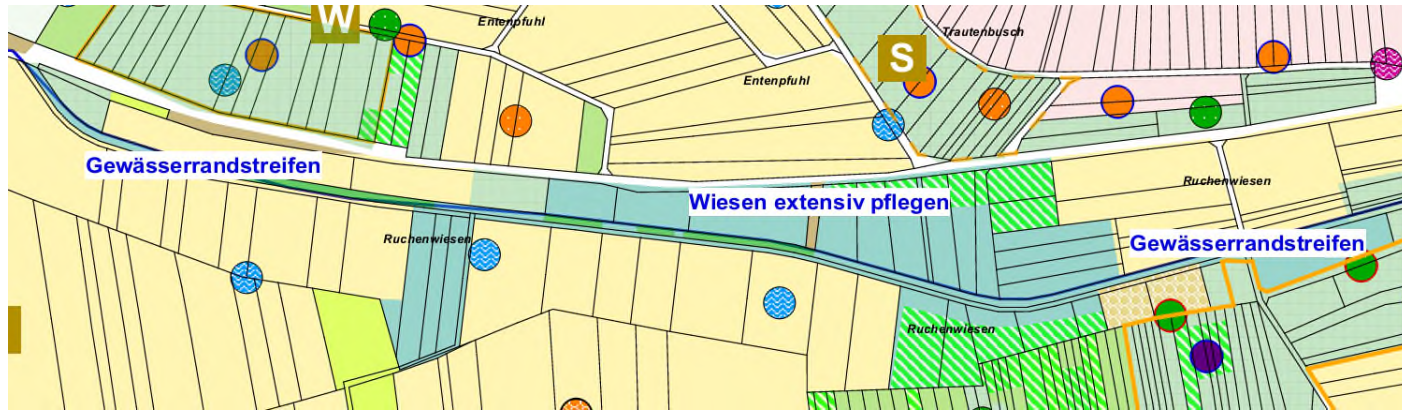 W
Entenpfuhl
Trautenbusch
S
Entenpfuhl
Gewässerrandstreifen
Ruchenwiesen
Wiesen extensiv pflegen
Ruchenwiesen
Gewässerrandstreifen
Ruchenwiesen